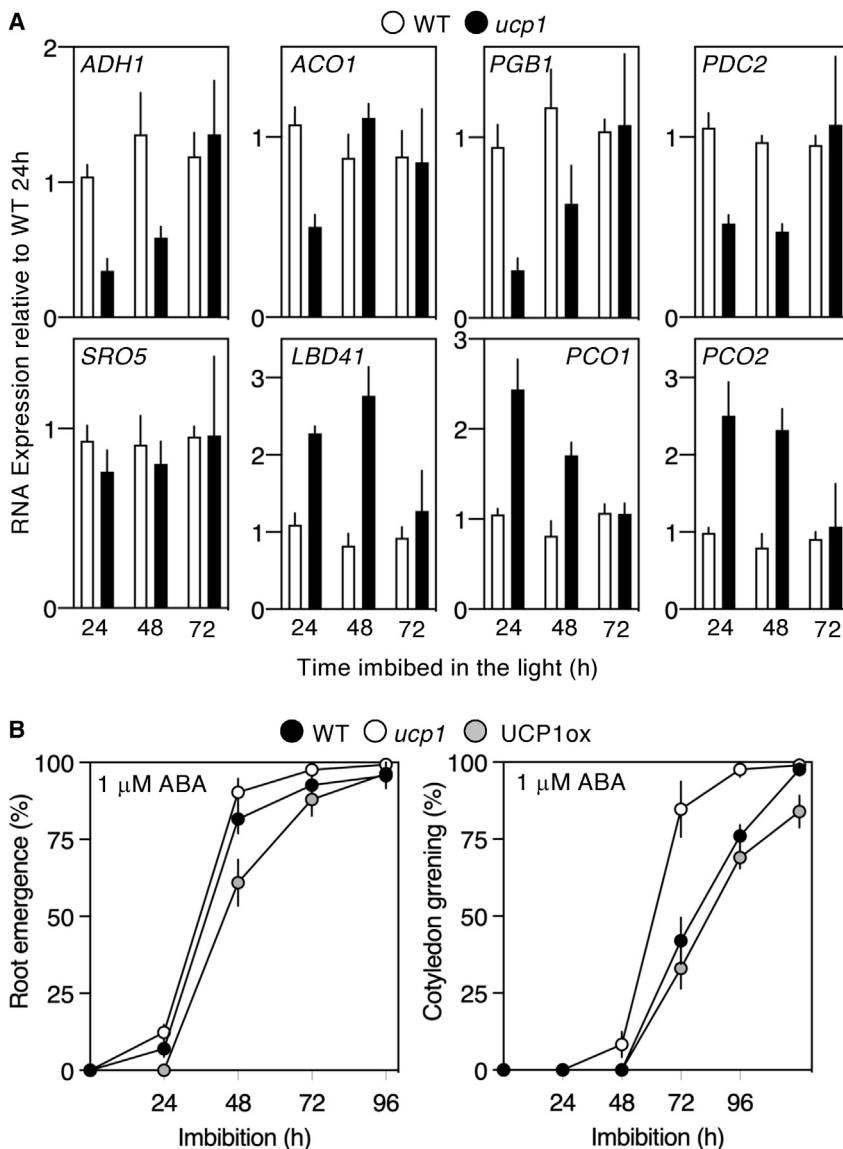 A
WT ucp1
RNA Expression relative to WT 24h
2
1
0
ADH1
1
0
ACO1
1
0
PGB1
1
0
PDC2
1
0
SRO5
3
2
1
0
LBD41
3
2
1
0
PCO1
3
2
1
0
PCO2
24 48 72
24 48 72
24 48 72
24 48 72
Time imbibed in the light (h)
B
WT ucp1 UCP1ox
Root emergence (%)
100
75
50
25
0
1 μM ABA
24 48 72 96
Imbibition (h)
Cotyledon grrening (%)
100
75
50
25
0
1 μM ABA
24 48 72 96
Imbibition (h)